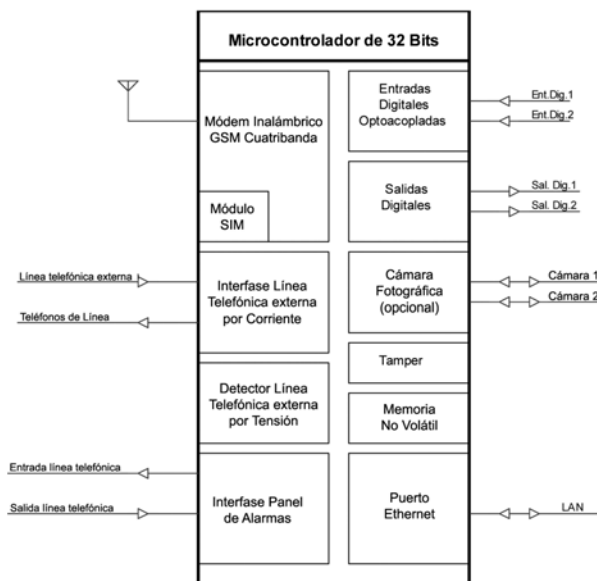 Microcontrolador de 32 Bits
Módem Inalámbrico
GSM Cuatribanda
Módulo
SIM
Entradas
Digitales
Optoacopladas
Ent.Dig.1
Ent.Dig.2
Salidas
Digitales
Sal. Dig.1
Sal. Dig.2
Línea telefónica externa
Teléfonos de Línea
Interfase Línea
Telefónica externa
por Corriente
Cámara
Fotográfica
(opcional)
Cámara 1
Cámara 2
Tamper
Detector Línea
Telefónica externa
por Tensión
Memoria
No Volátil
Entrada línea telefónica
Salida línea telefónica
Interfase Panel
de Alarmas
Puerto
Ethernet
LAN